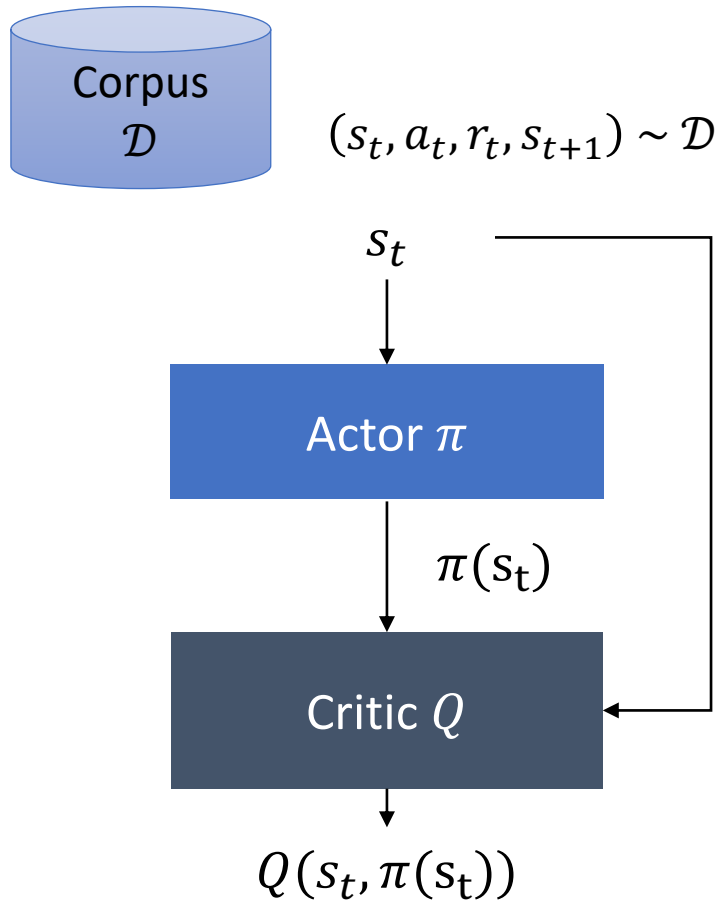 Corpus
𝒟
(s_t, a_t, r_t, s_{t+1}) ~ 𝒟
s_t
Actor π
π(s_t)
Critic Q
Q(s_t, π(s_t))